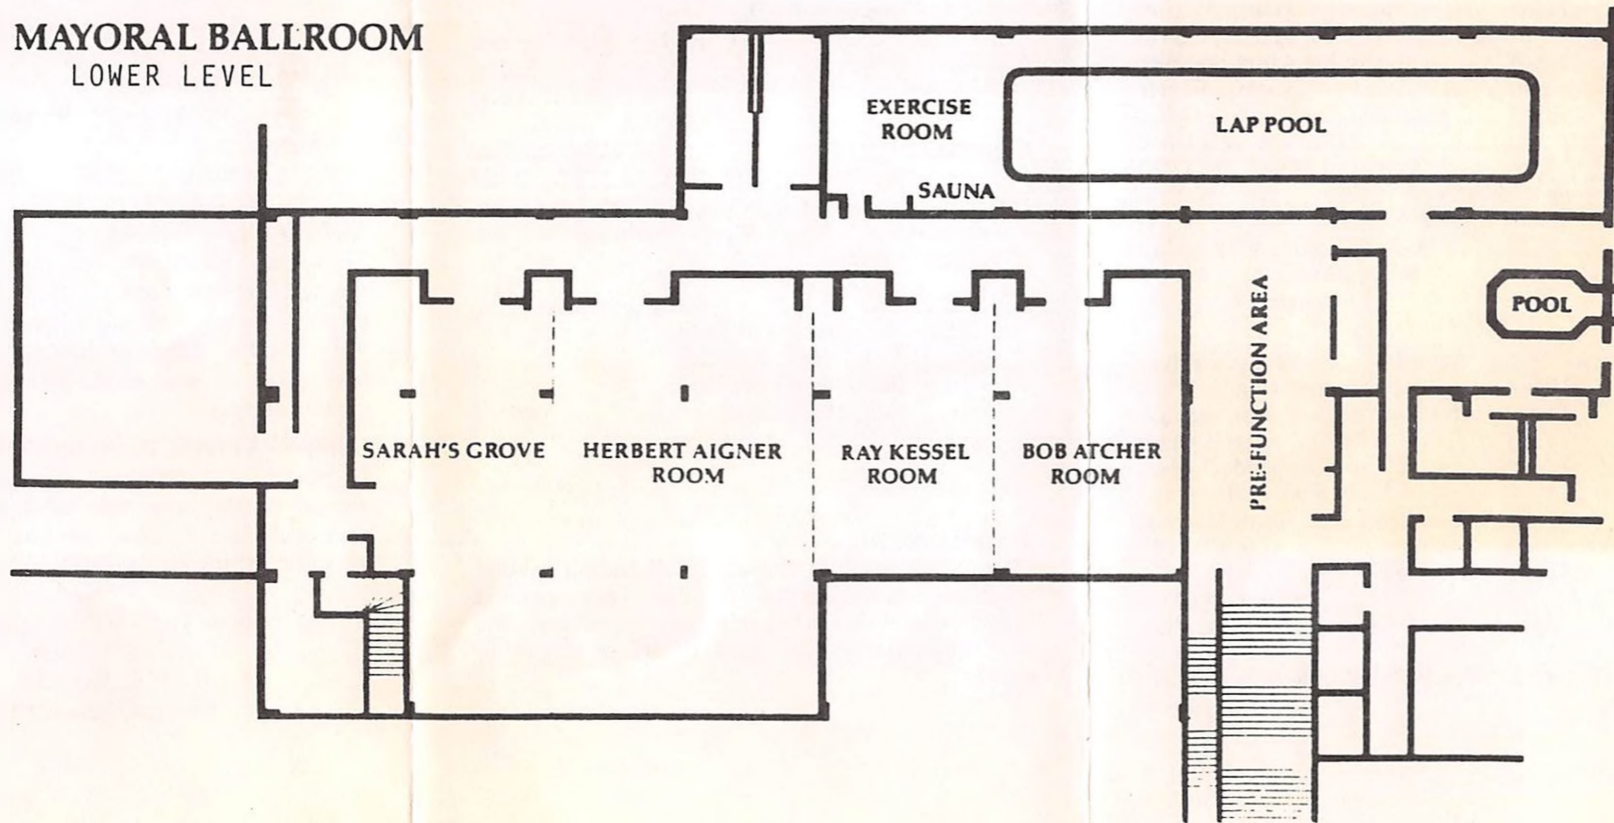 MAYORAL BALLROOM
LOWER LEVEL
EXERCISE
ROOM
LAP POOL
SAUNA
POOL
PRE-FUNCTION AREA
SARAH'S GROVE
HERBERT AIGNER
ROOM
RAY KESSEL
ROOM
BOB ATCHER
ROOM